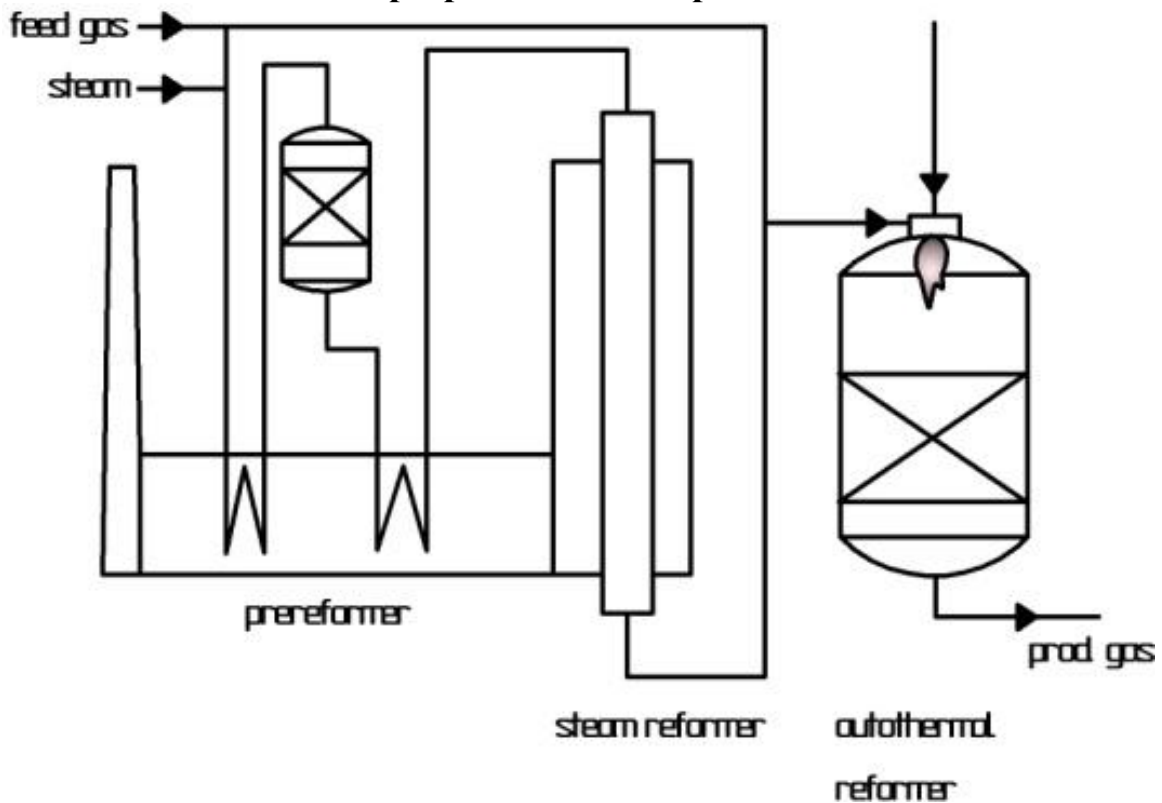 feed gas
steam
prereformer
prod. gas
steam reformer
autothermal
reformer